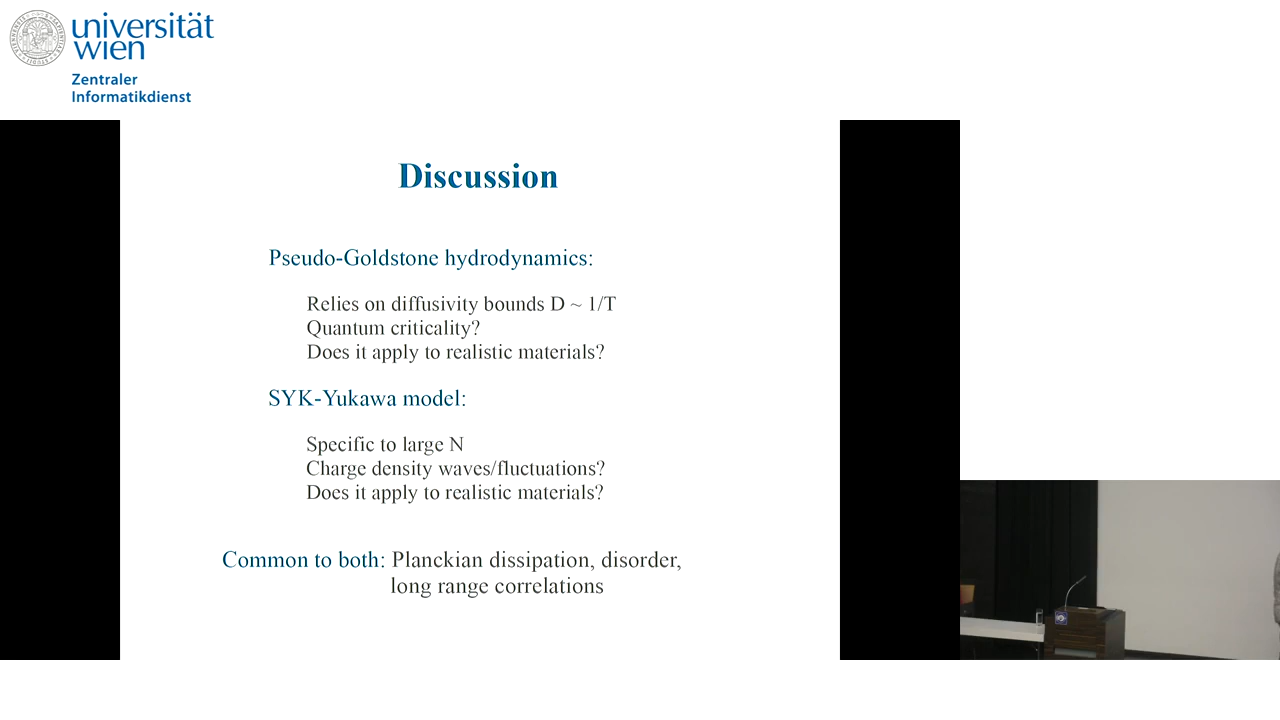 universität
wien
Zentraler
Informatikdienst
Discussion
Pseudo-Goldstone hydrodynamics:
Relies on diffusivity bounds D ~ 1/T
Quantum criticality?
Does it apply to realistic materials?
SYK-Yukawa model:
Specific to large N
Charge density waves/fluctuations?
Does it apply to realistic materials?
Common to both: Planckian dissipation, disorder,
long range correlations